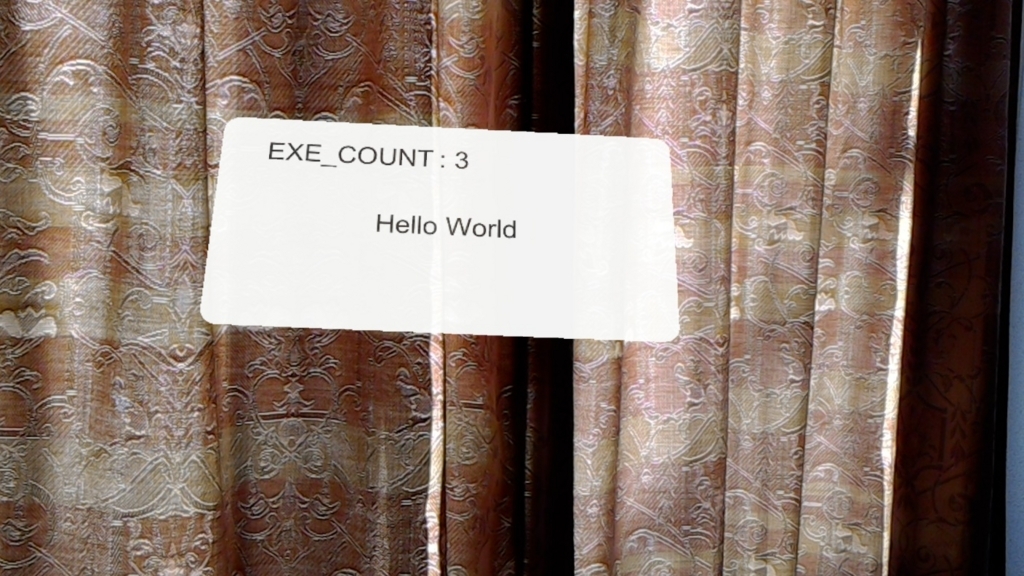 EXE_COUNT : 3
Hello World